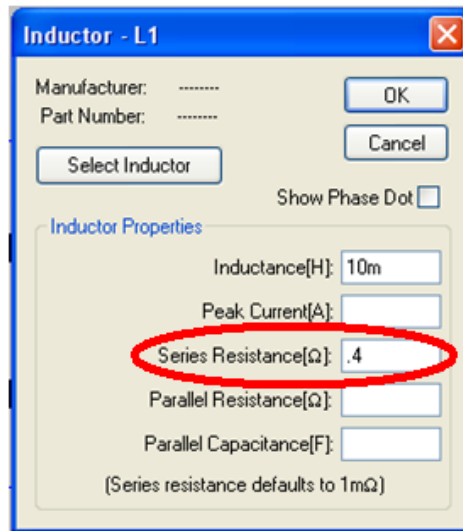 Inductor - L1
Manufacturer: --------
Part Number: --------
OK
Cancel
Select Inductor
Show Phase Dot
Inductor Properties
Inductance[H]: 10m
Peak Current[A]:
Series Resistance[Ω]: .4
Parallel Resistance[Ω]:
Parallel Capacitance[F]:
(Series resistance defaults to 1mΩ)